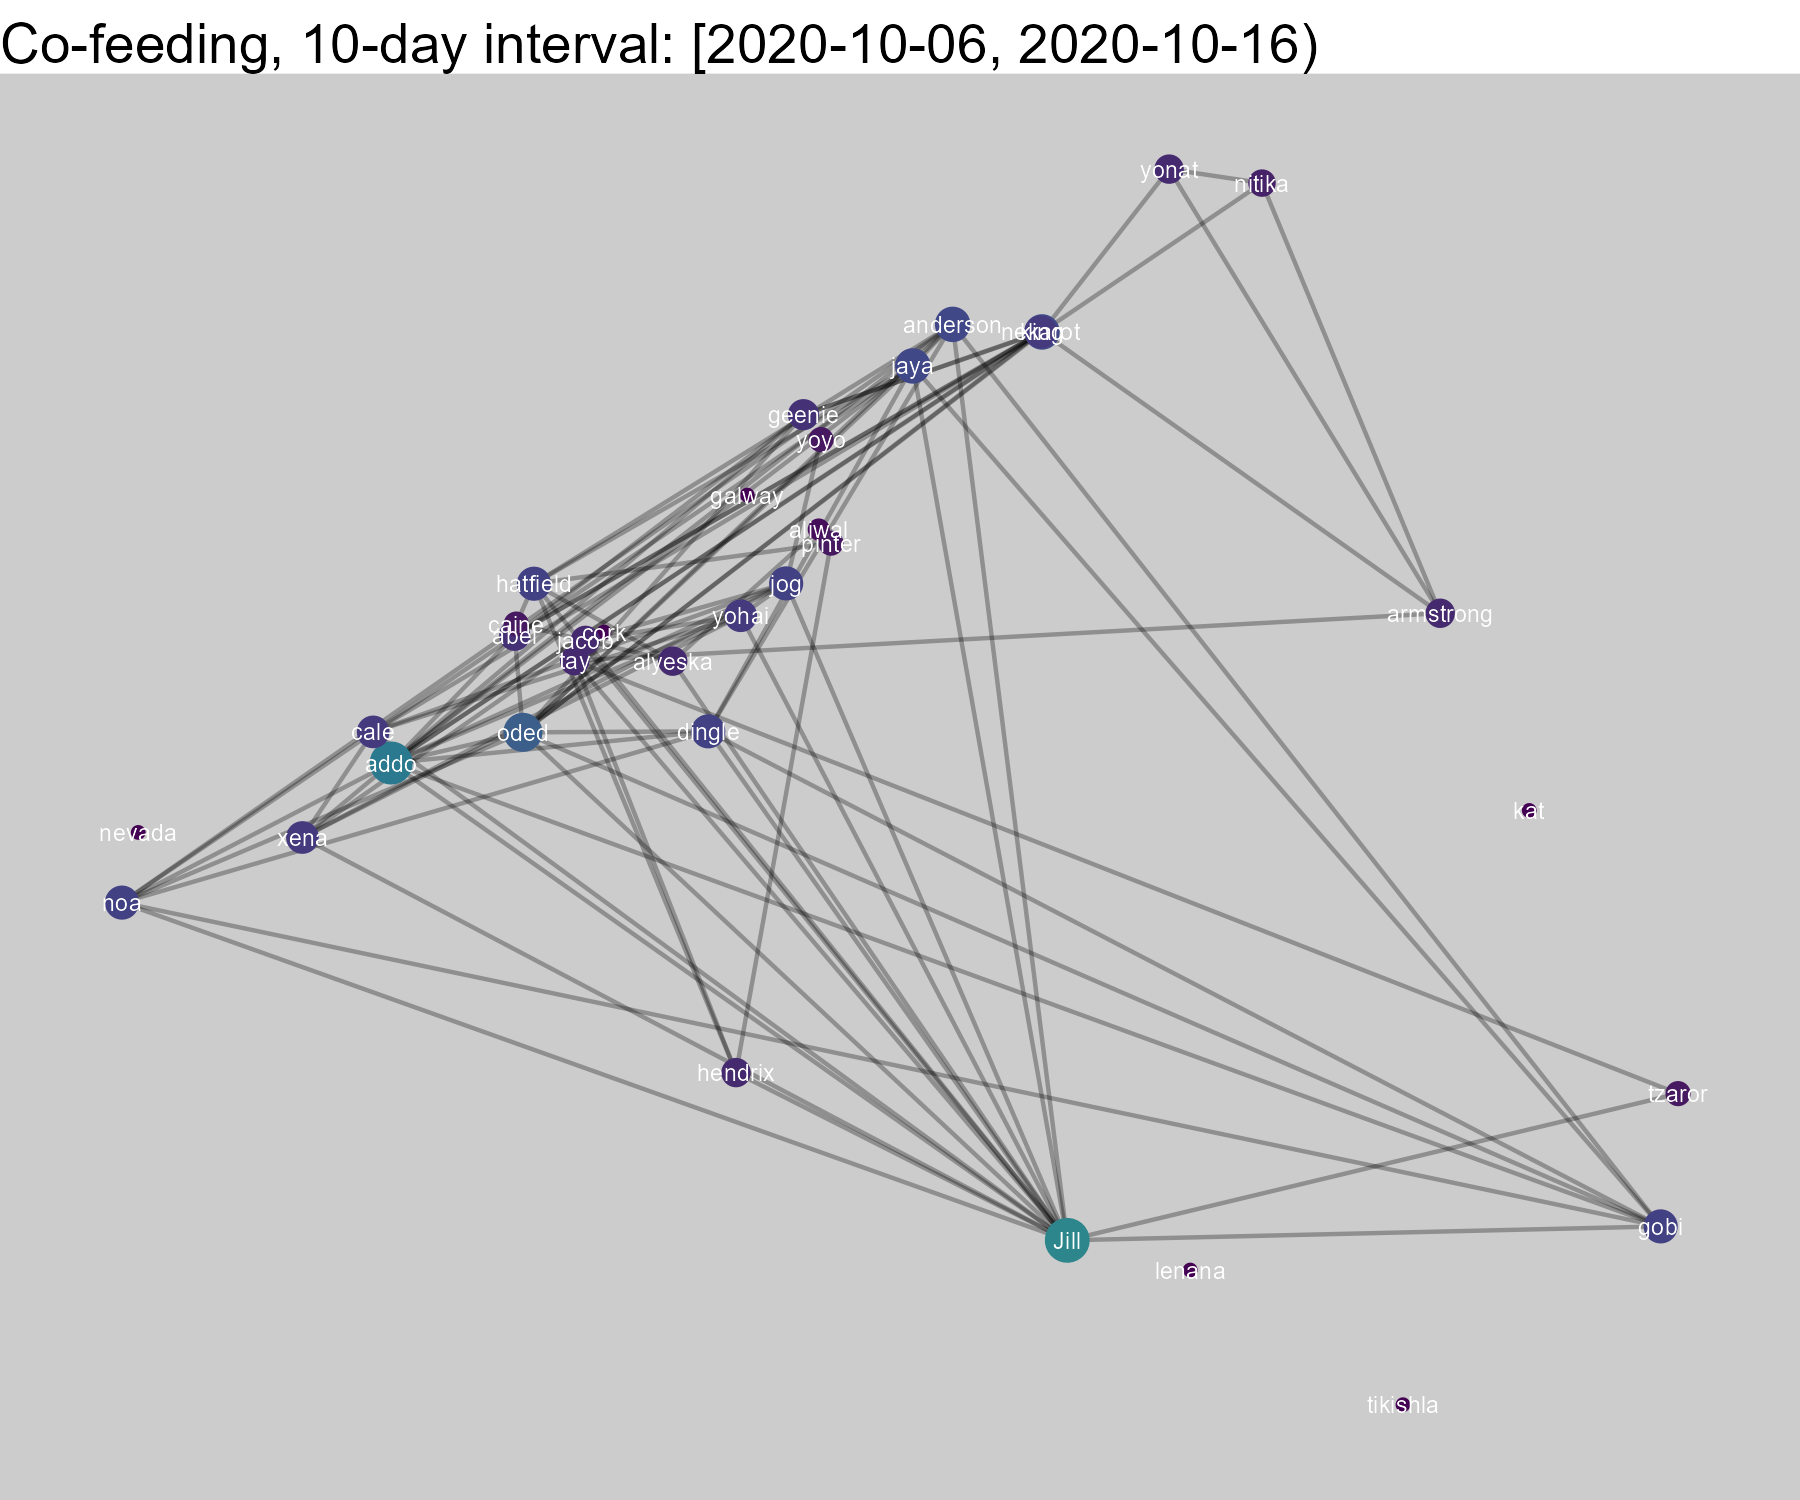 Co-feeding, 10-day interval: [2020-10-06, 2020-10-16)
yonat
nitika
anderson
king
jaya
geenie
yoyo
galway
aliwal
pinter
hatfield
jog
armstrong
yohai
caine
abel
cork
jacob
tay
alyeska
cale
oded
dingle
addo
kat
nevada
xena
noa
hendrix
tzaror
gobi
Jill
lenana
tikishla